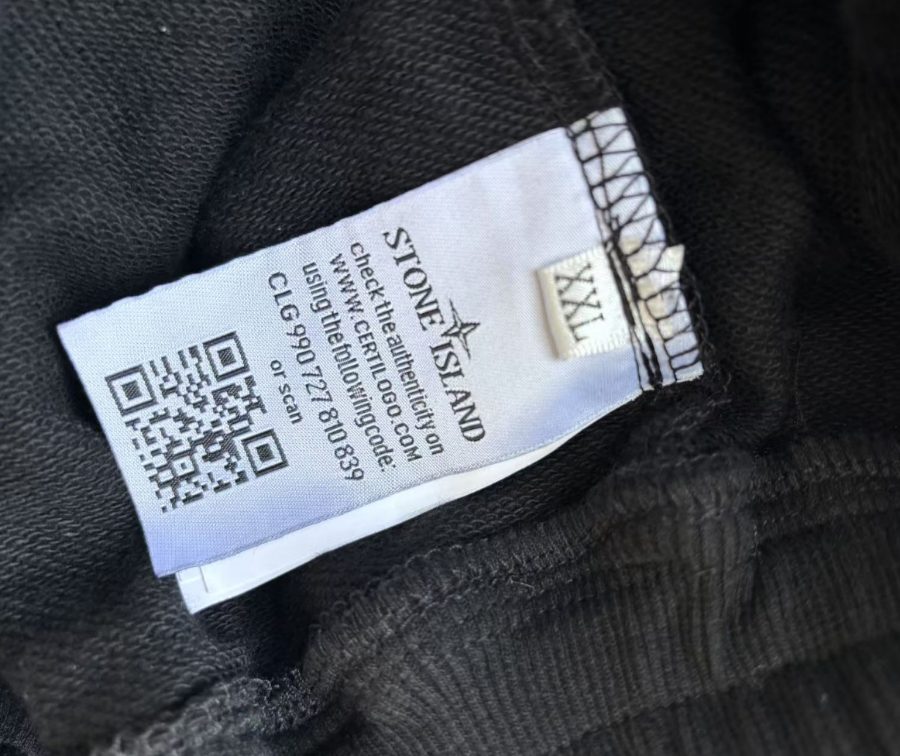 STONE ISLAND
Check the authenticity on
WWW.CERTILOGO.COM
using the following code:
CLG 990 727 810 839
or scan
XXL